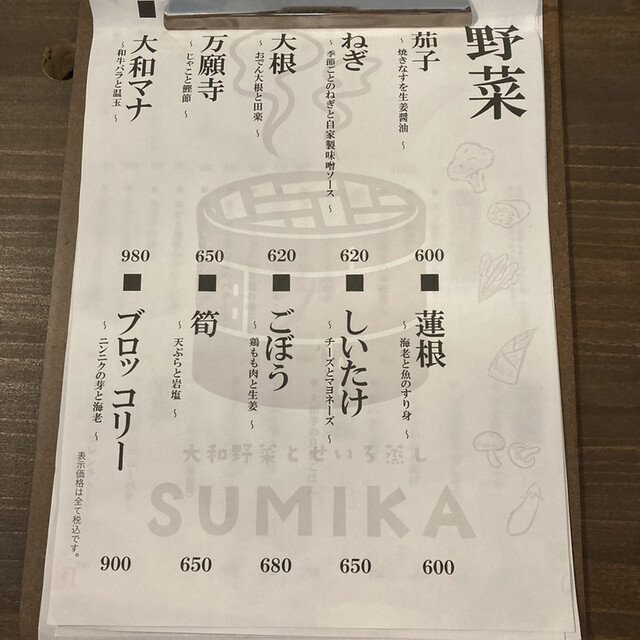 野菜
茄子
~焼きなすを生姜醤油~
600
ねぎ
~季節ごとのねぎと自家製味噌ソース~
620
大根
~おでん大根と田楽~
620
万願寺
~じゃこと鰹節~
650
■大和マナ
~和牛バラと温玉~
980
■蓮根
~海老と魚のすり身~
600
■しいたけ
~チーズとマヨネーズ~
650
■ごぼう
~鶏もも肉と生姜~
680
■筍
~天ぷらと岩塩~
650
■ブロッコリー
~ニンニクの芽と海老~
900
表示価格は全て税込です。
大和野菜とせいろ蒸し
SUMIKA